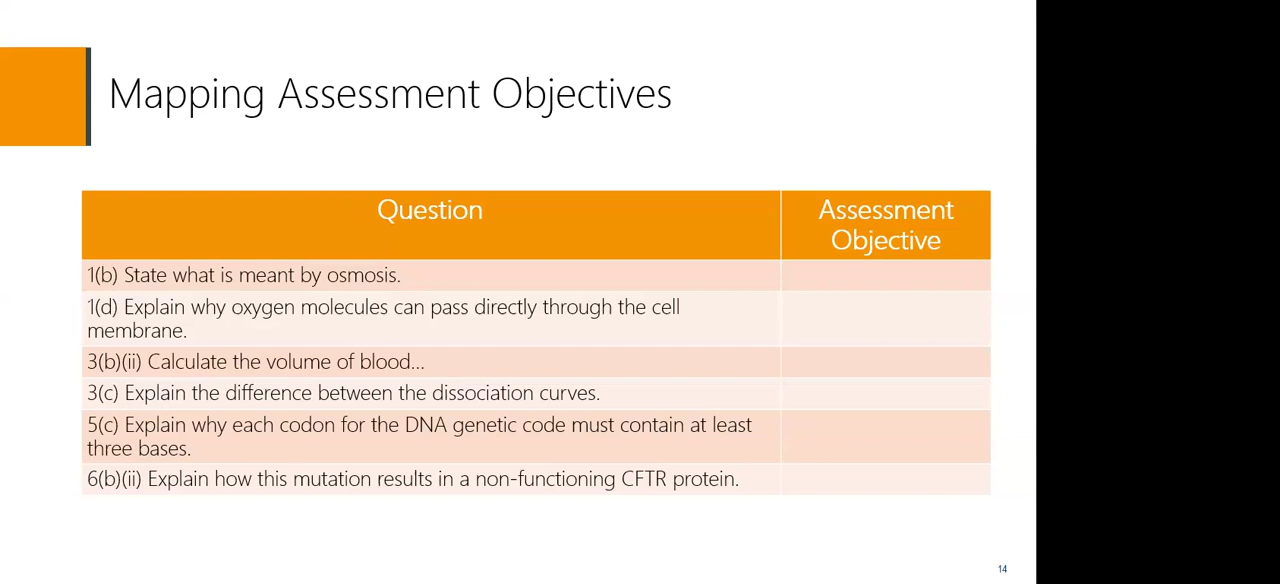 Mapping Assessment Objectives
Question
Assessment
Objective
1(b) State what is meant by osmosis.
1(d) Explain why oxygen molecules can pass directly through the cell
membrane.
3(b)(ii) Calculate the volume of blood...
3(c) Explain the difference between the dissociation curves.
5(c) Explain why each codon for the DNA genetic code must contain at least
three bases.
6(b)(ii) Explain how this mutation results in a non-functioning CFTR protein.
14